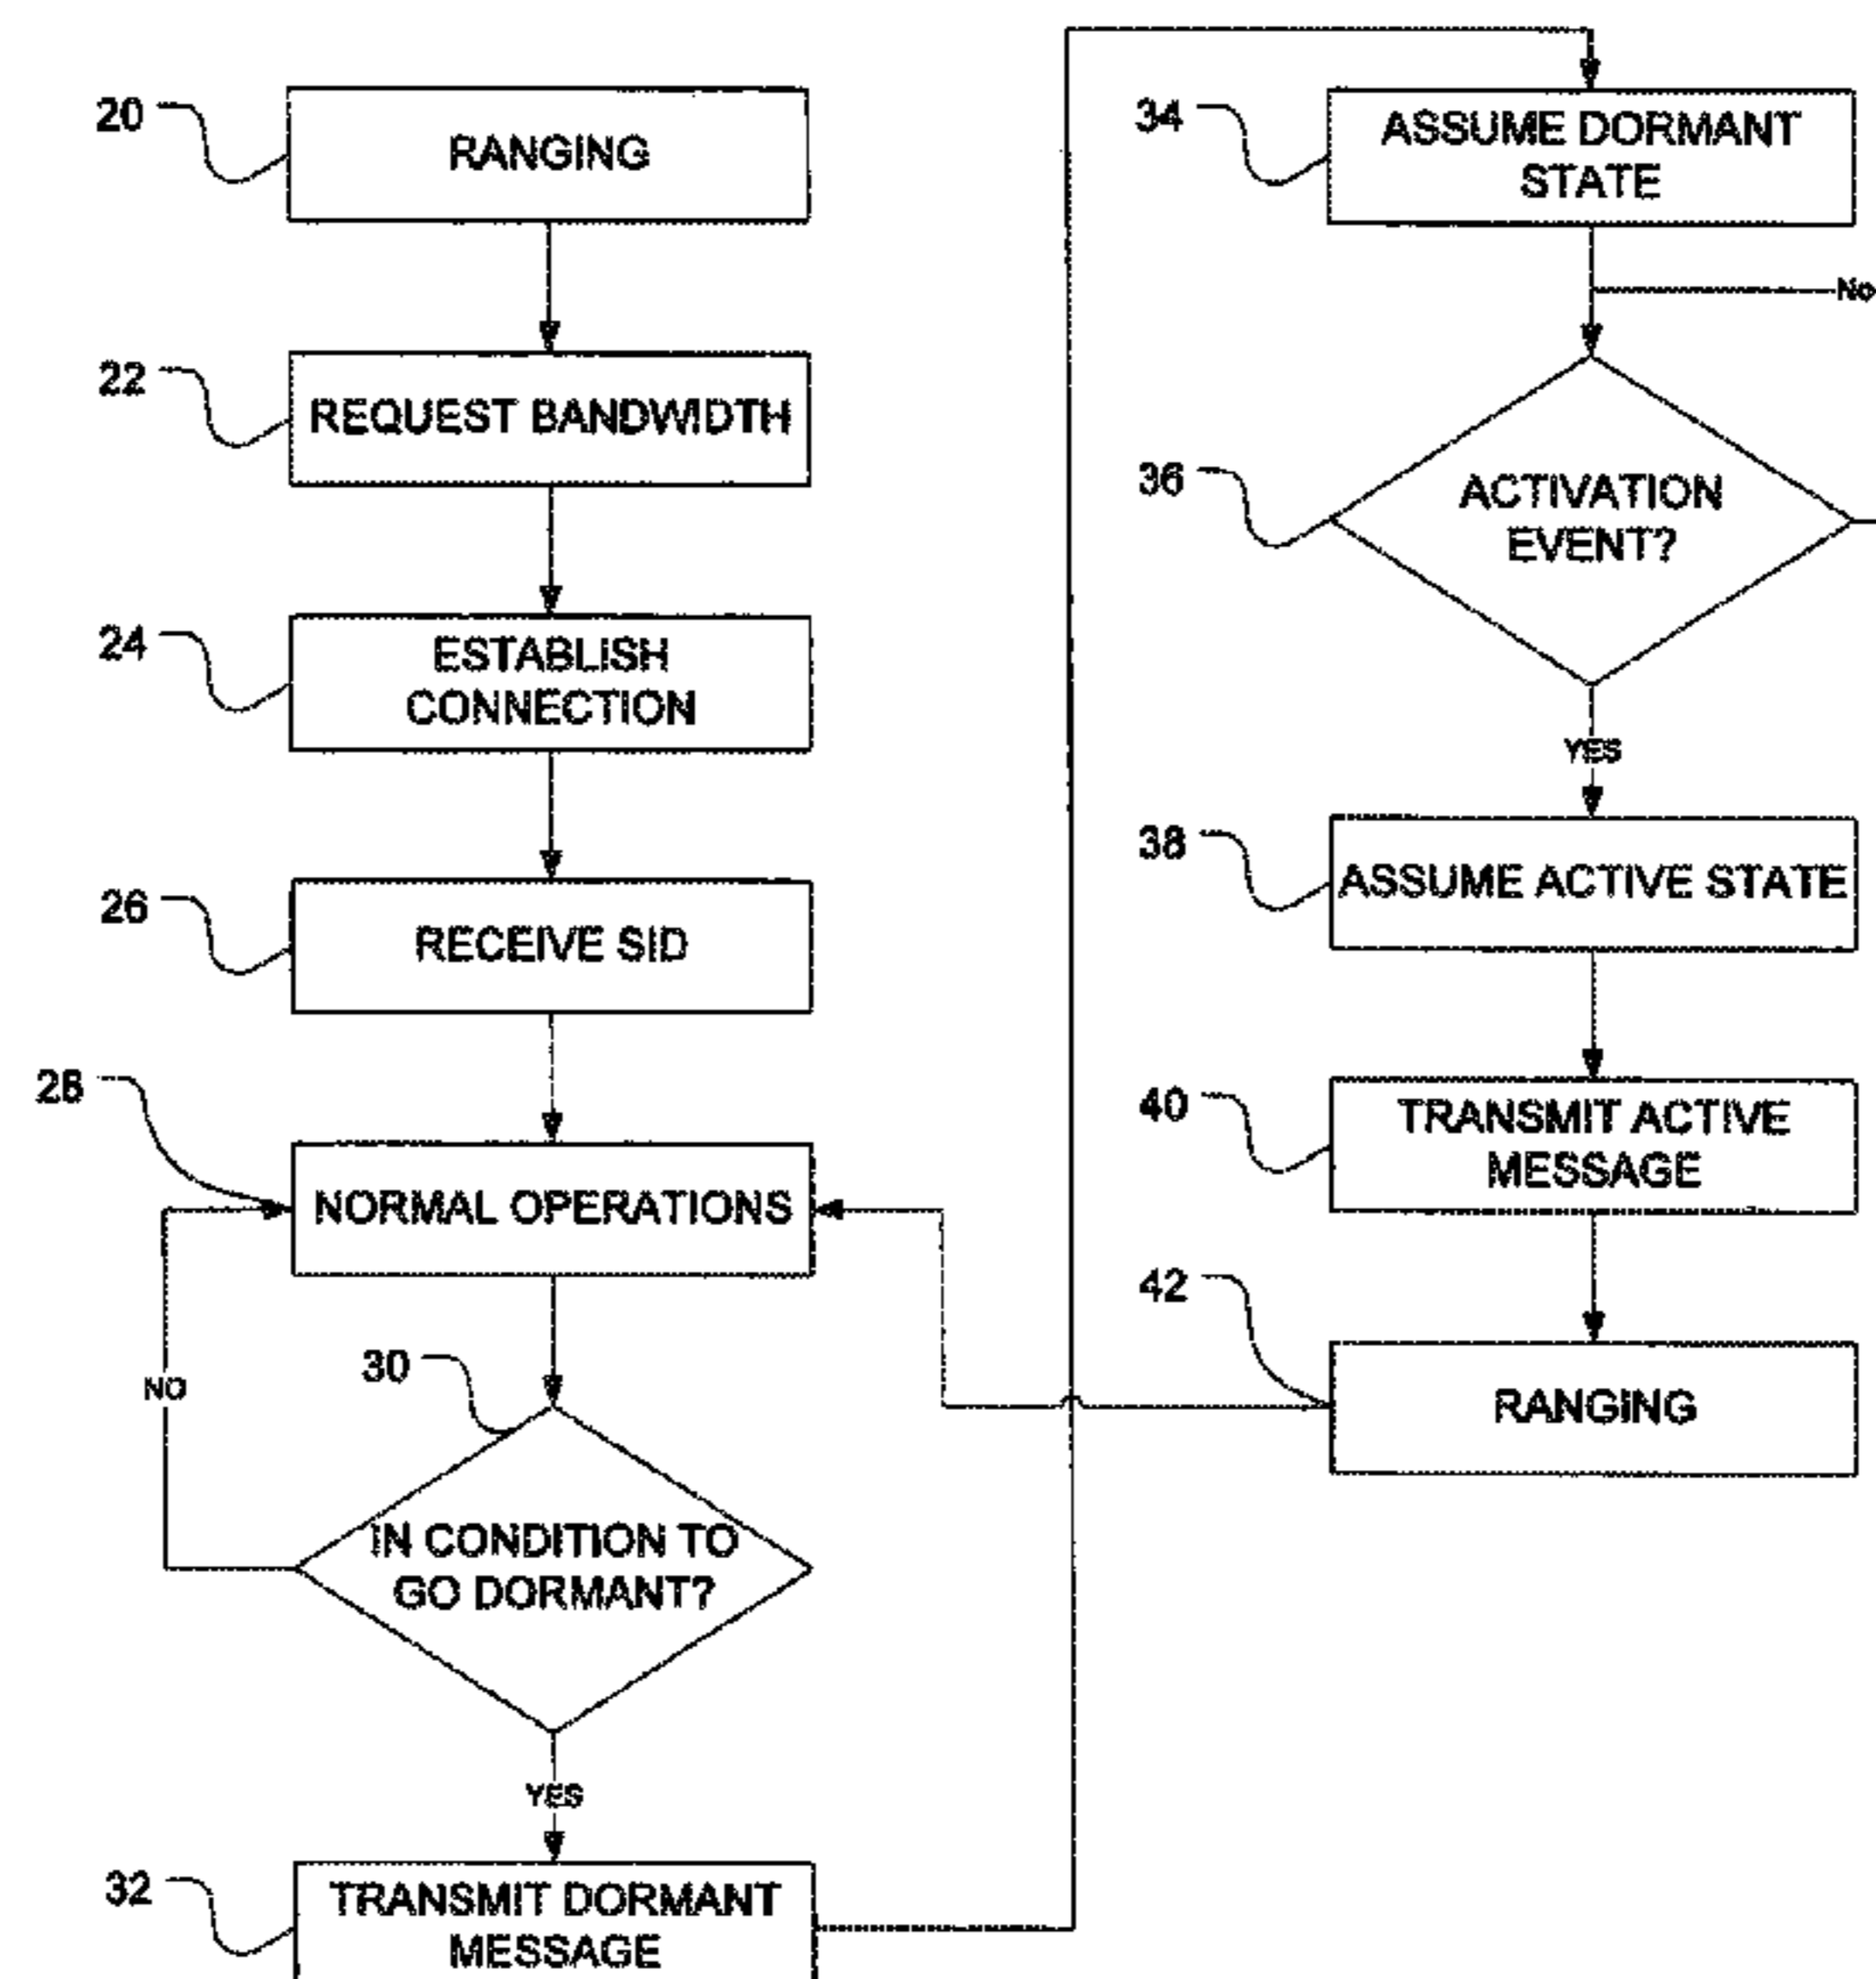 20
RANGING
22
REQUEST BANDWIDTH
24
ESTABLISH
CONNECTION
26
RECEIVE SID
28
NORMAL OPERATIONS
NO
30
IN CONDITION TO
GO DORMANT?
YES
32
TRANSMIT DORMANT
MESSAGE
34
ASSUME DORMANT
STATE
No
36
ACTIVATION
EVENT?
YES
38
ASSUME ACTIVE STATE
40
TRANSMIT ACTIVE
MESSAGE
42
RANGING